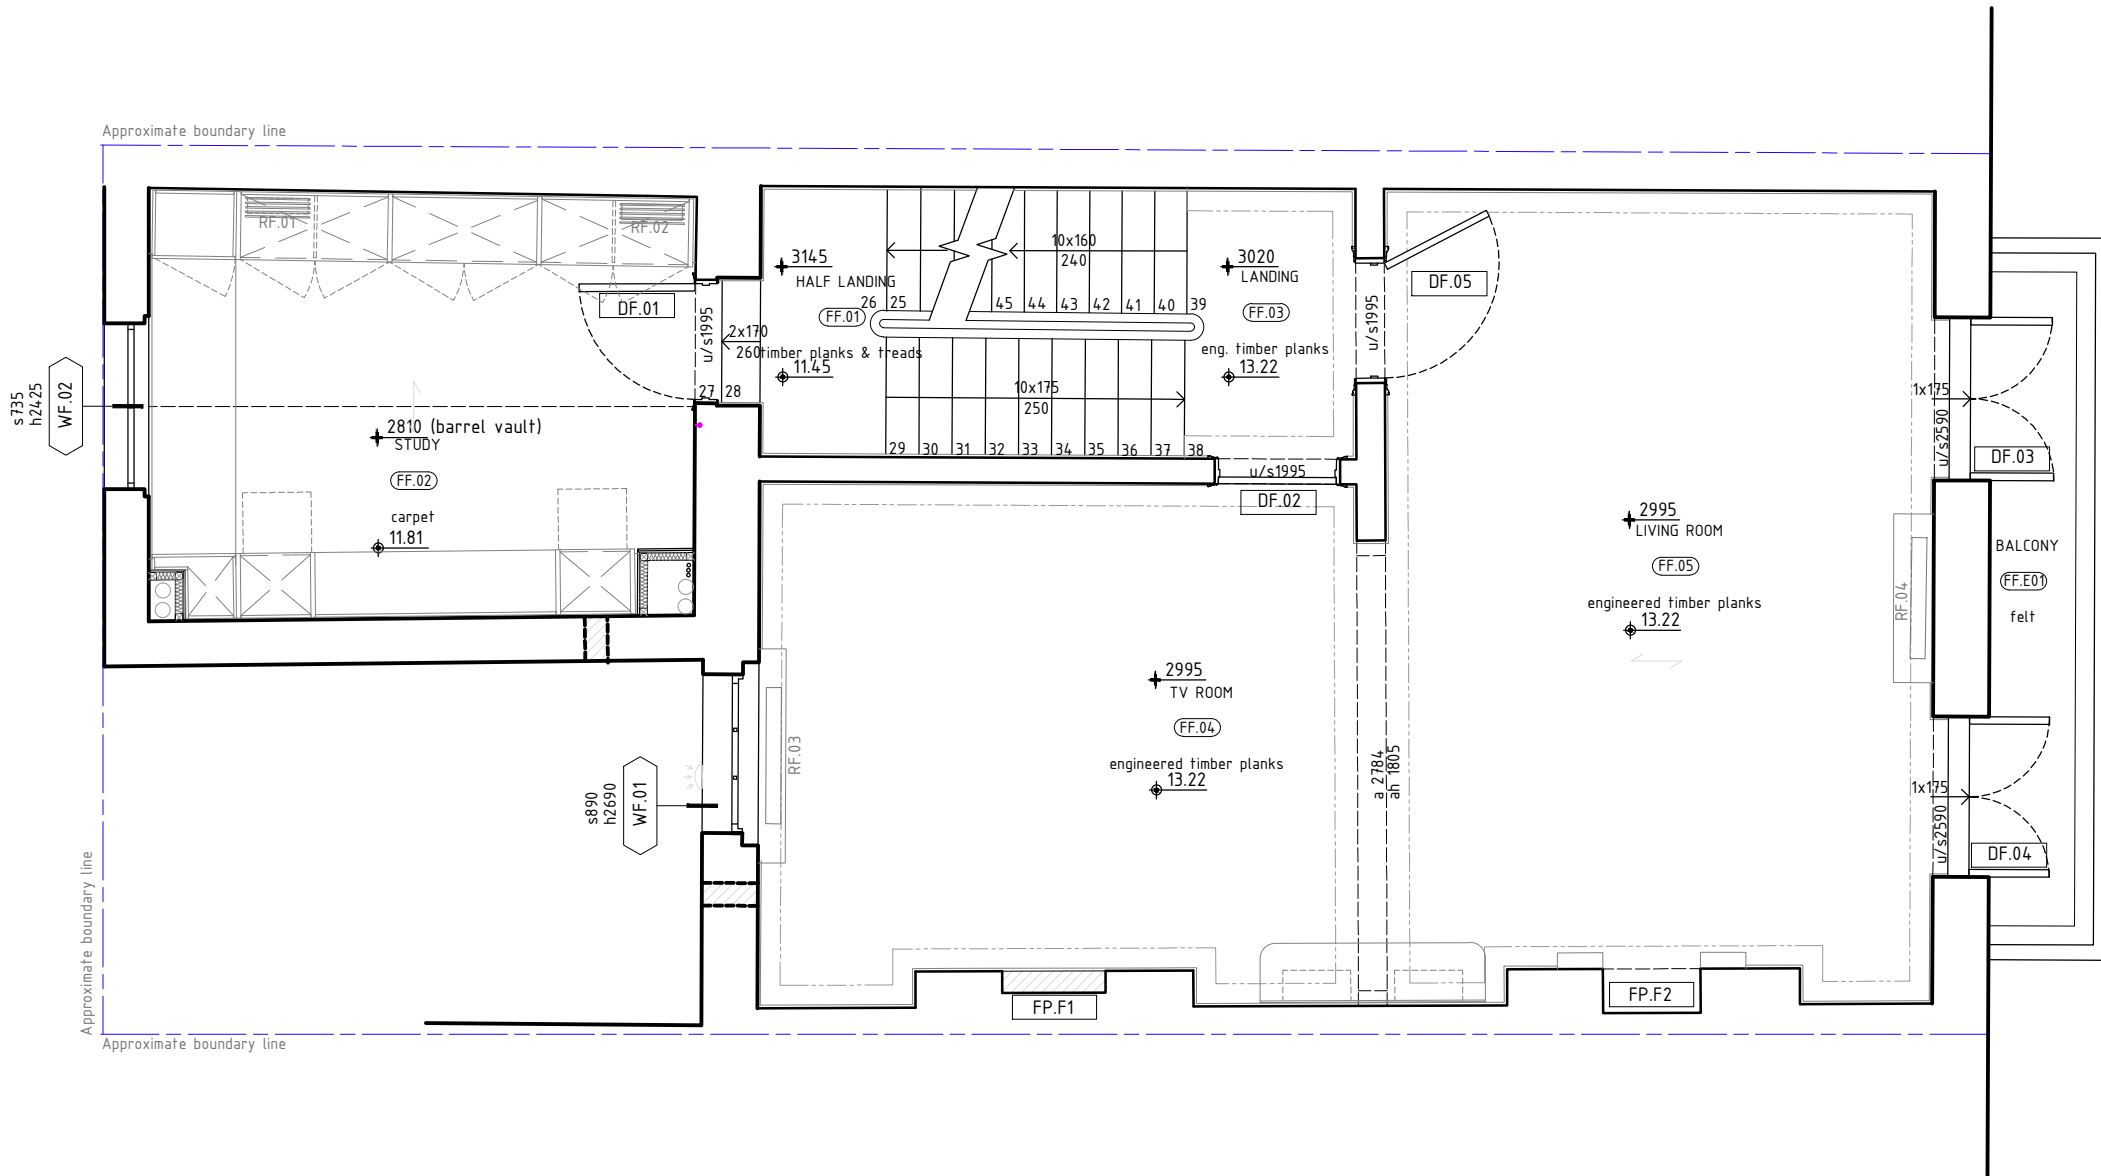 Approximate boundary line
RF.01
RF.02
DF.01
u/s1995
3145
HALF LANDING
FF.01
26
25
2x170
260
timber planks & treads
11.45
27
28
10x160
240
45
44
43
42
41
40
39
10x175
250
29
30
31
32
33
34
35
36
37
38
3020
LANDING
FF.03
eng. timber planks
13.22
u/s1995
DF.05
u/s1995
DF.02
s735
h2425
WF.02
2810 (barrel vault)
STUDY
FF.02
carpet
11.81
1x175
u/s2590
DF.03
2995
LIVING ROOM
FF.05
engineered timber planks
13.22
RF.04
BALCONY
FF.E01
felt
2995
TV ROOM
FF.04
engineered timber planks
13.22
a 2784
ah 1805
s890
h2690
WF.01
RF.03
1x175
u/s2590
DF.04
FP.F1
FP.F2
Approximate boundary line
Approximate boundary line